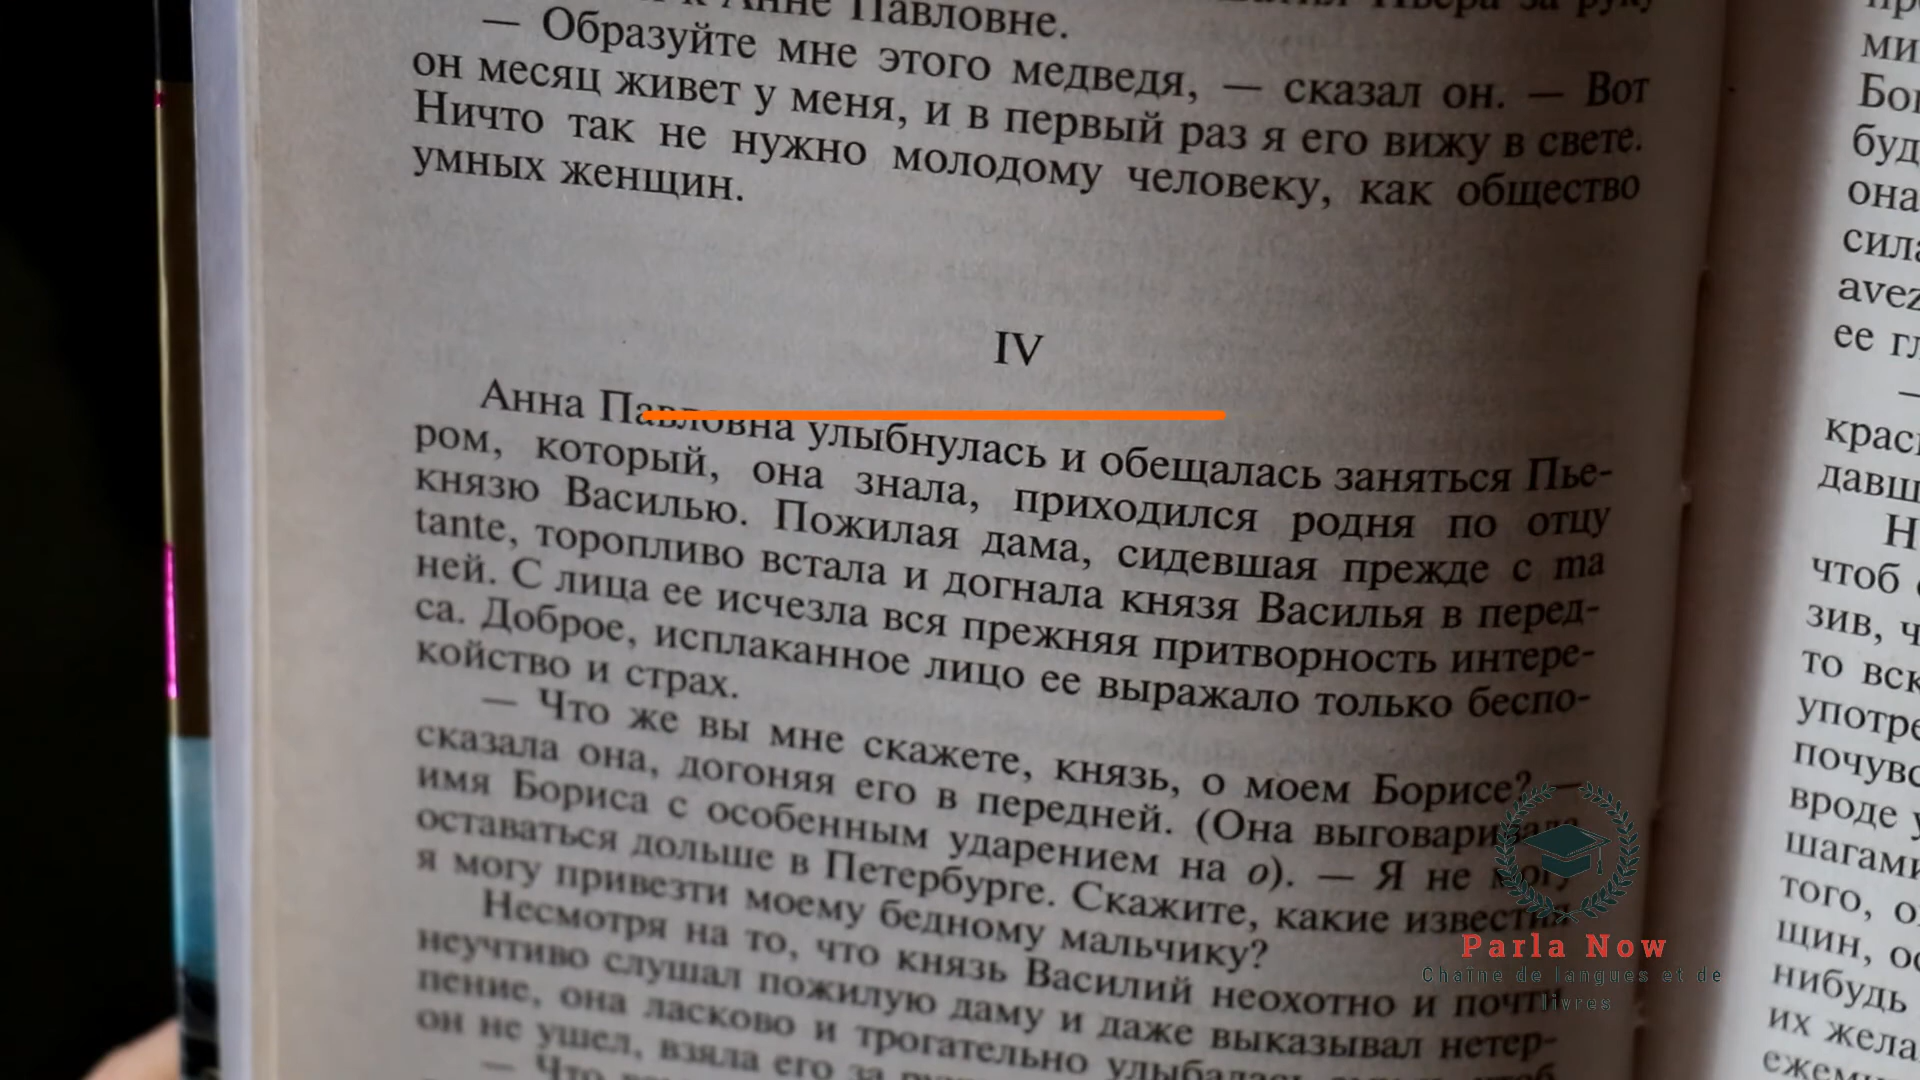 Анне Павловне.
— Образуйте мне этого медведя, — сказал он. — Вот
он месяц живет у меня, и в первый раз я его вижу в свете.
Ничто так не нужно молодому человеку, как общество
умных женщин.
IV
Анна Павловна улыбнулась и обещалась заняться Пье-
ром, который, она знала, приходился родня по отцу
князю Василью. Пожилая дама, сидевшая прежде с ma
tante, торопливо встала и догнала князя Василья в перед-
ней. С лица ее исчезла вся прежняя притворность интере-
са. Доброе, исплаканное лицо ее выражало только беспо-
койство и страх.
— Что же вы мне скажете, князь, о моем Борисе? —
сказала она, догоняя его в передней. (Она выговаривала
имя Бориса с особенным ударением на о). — Я не могу
оставаться дольше в Петербурге. Скажите, какие известия
я могу привезти моему бедному мальчику?
Несмотря на то, что князь Василий неохотно и почти
неучтиво слушал пожилую даму и даже выказывал нетер-
пение, она ласково и трогательно улыбалась
он не ушел, взяла его за
— Что
ми
буд
она
avez
ее
давш
Н
чтоб
зив,
то
почувс
вроде
шагами
того,
щин,
нибудь
их жела
Parla Now
Chaîne de langues et de
livres